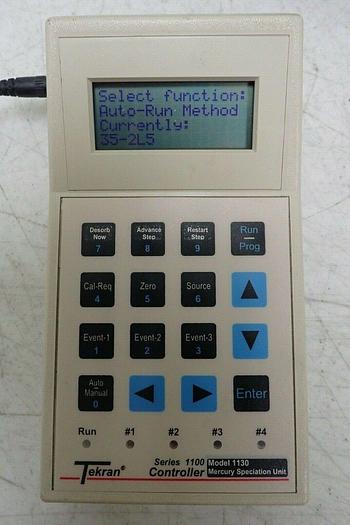 Select function:
Auto-Run Method
Currently:
35-2L5
Desorb Now 7
Advance Step 8
Restart Step 9
Run Prog
Cal-Req 4
Zero 5
Source 6
Event-1 1
Event-2 2
Event-3 3
Auto Manual 0
Enter
Run #1 #2 #3 #4
Tekran® Series 1100 Controller Model 1130 Mercury Speciation Unit